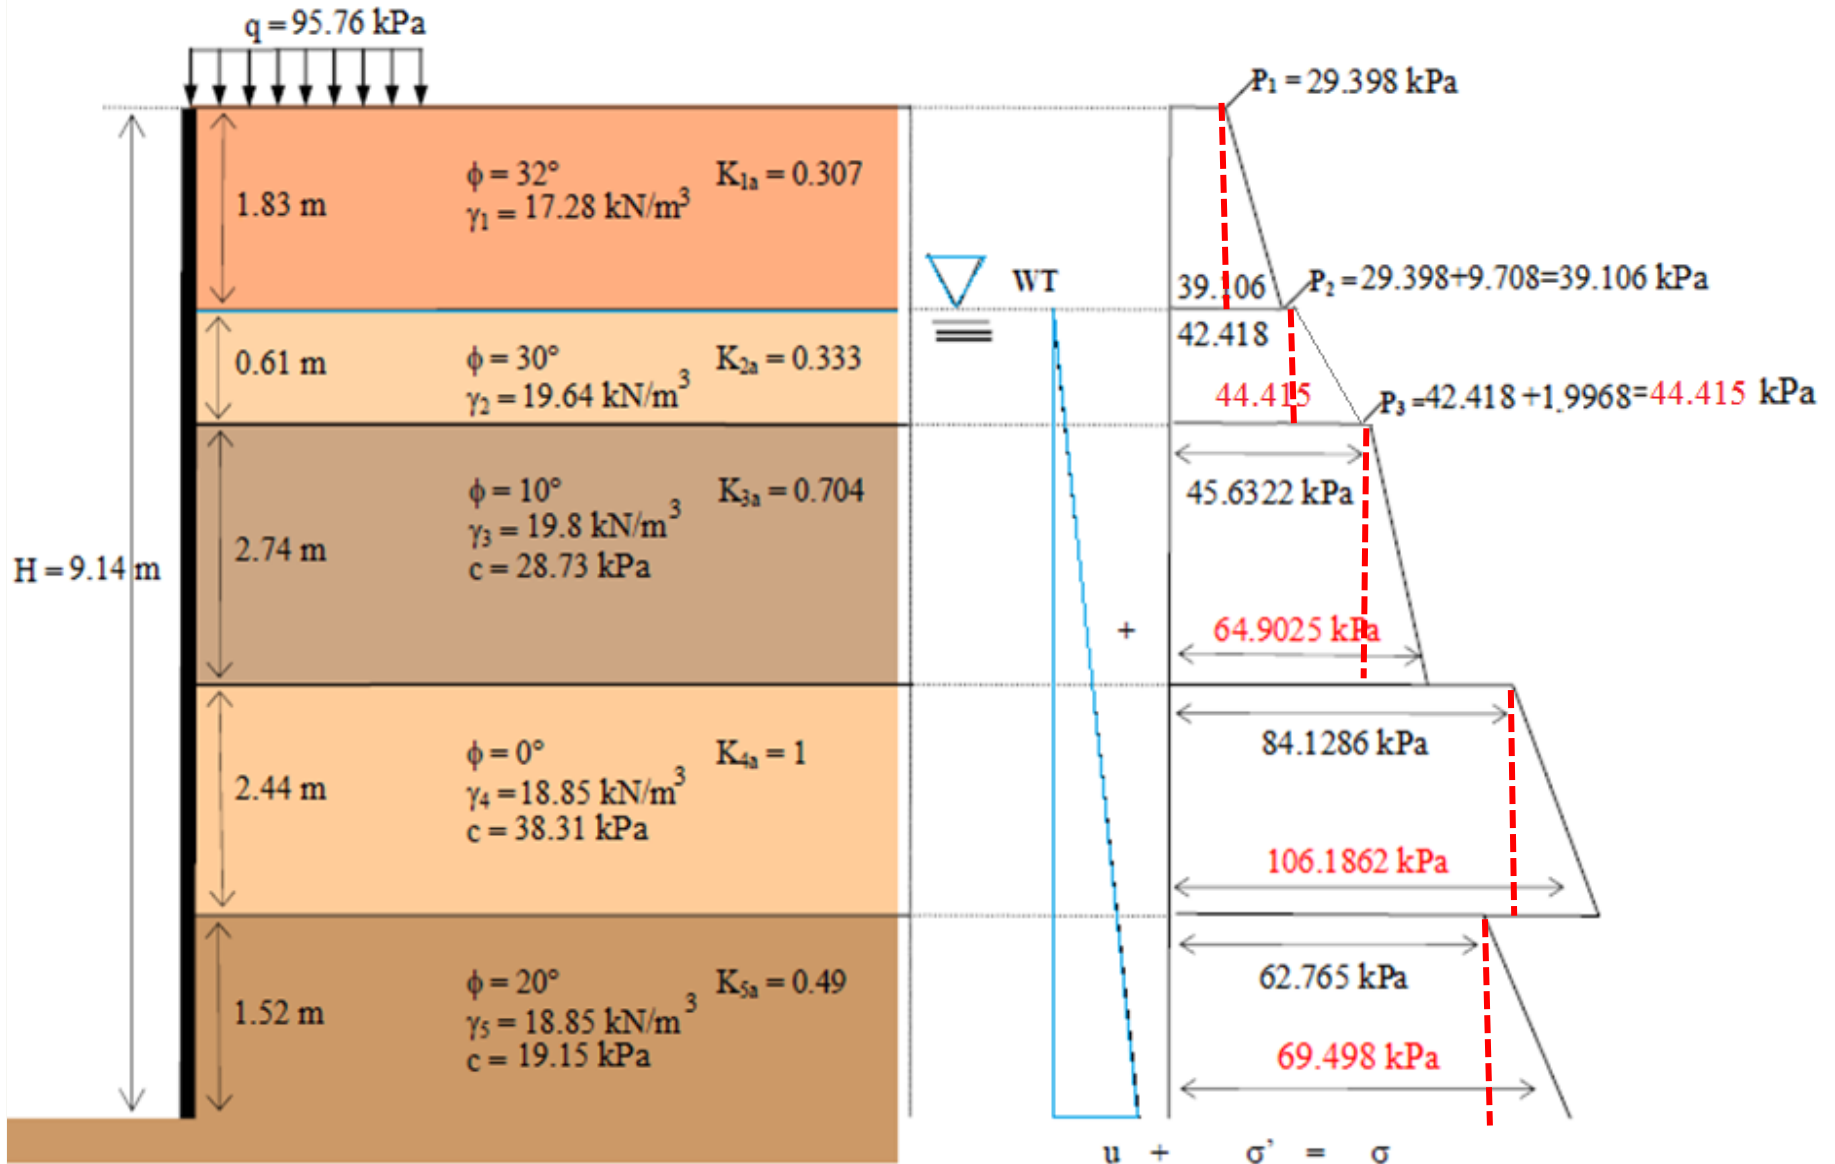 q = 95.76 kPa
P1 = 29.398 kPa
1.83 m
ϕ = 32°
K1a = 0.307
γ1 = 17.28 kN/m3
WT
39.106
P2 = 29.398+9.708=39.106 kPa
42.418
0.61 m
ϕ = 30°
K2a = 0.333
γ2 = 19.64 kN/m3
44.415
P3 =42.418 +1.9968=44.415 kPa
45.6322 kPa
ϕ = 10°
K3a = 0.704
γ3 = 19.8 kN/m3
c = 28.73 kPa
2.74 m
H = 9.14 m
+
64.9025 kPa
84.1286 kPa
ϕ = 0°
K4a = 1
γ4 =18.85 kN/m3
c = 38.31 kPa
2.44 m
106.1862 kPa
62.765 kPa
ϕ = 20°
K5a = 0.49
γ5 = 18.85 kN/m3
c = 19.15 kPa
1.52 m
69.498 kPa
u + σ’ = σ